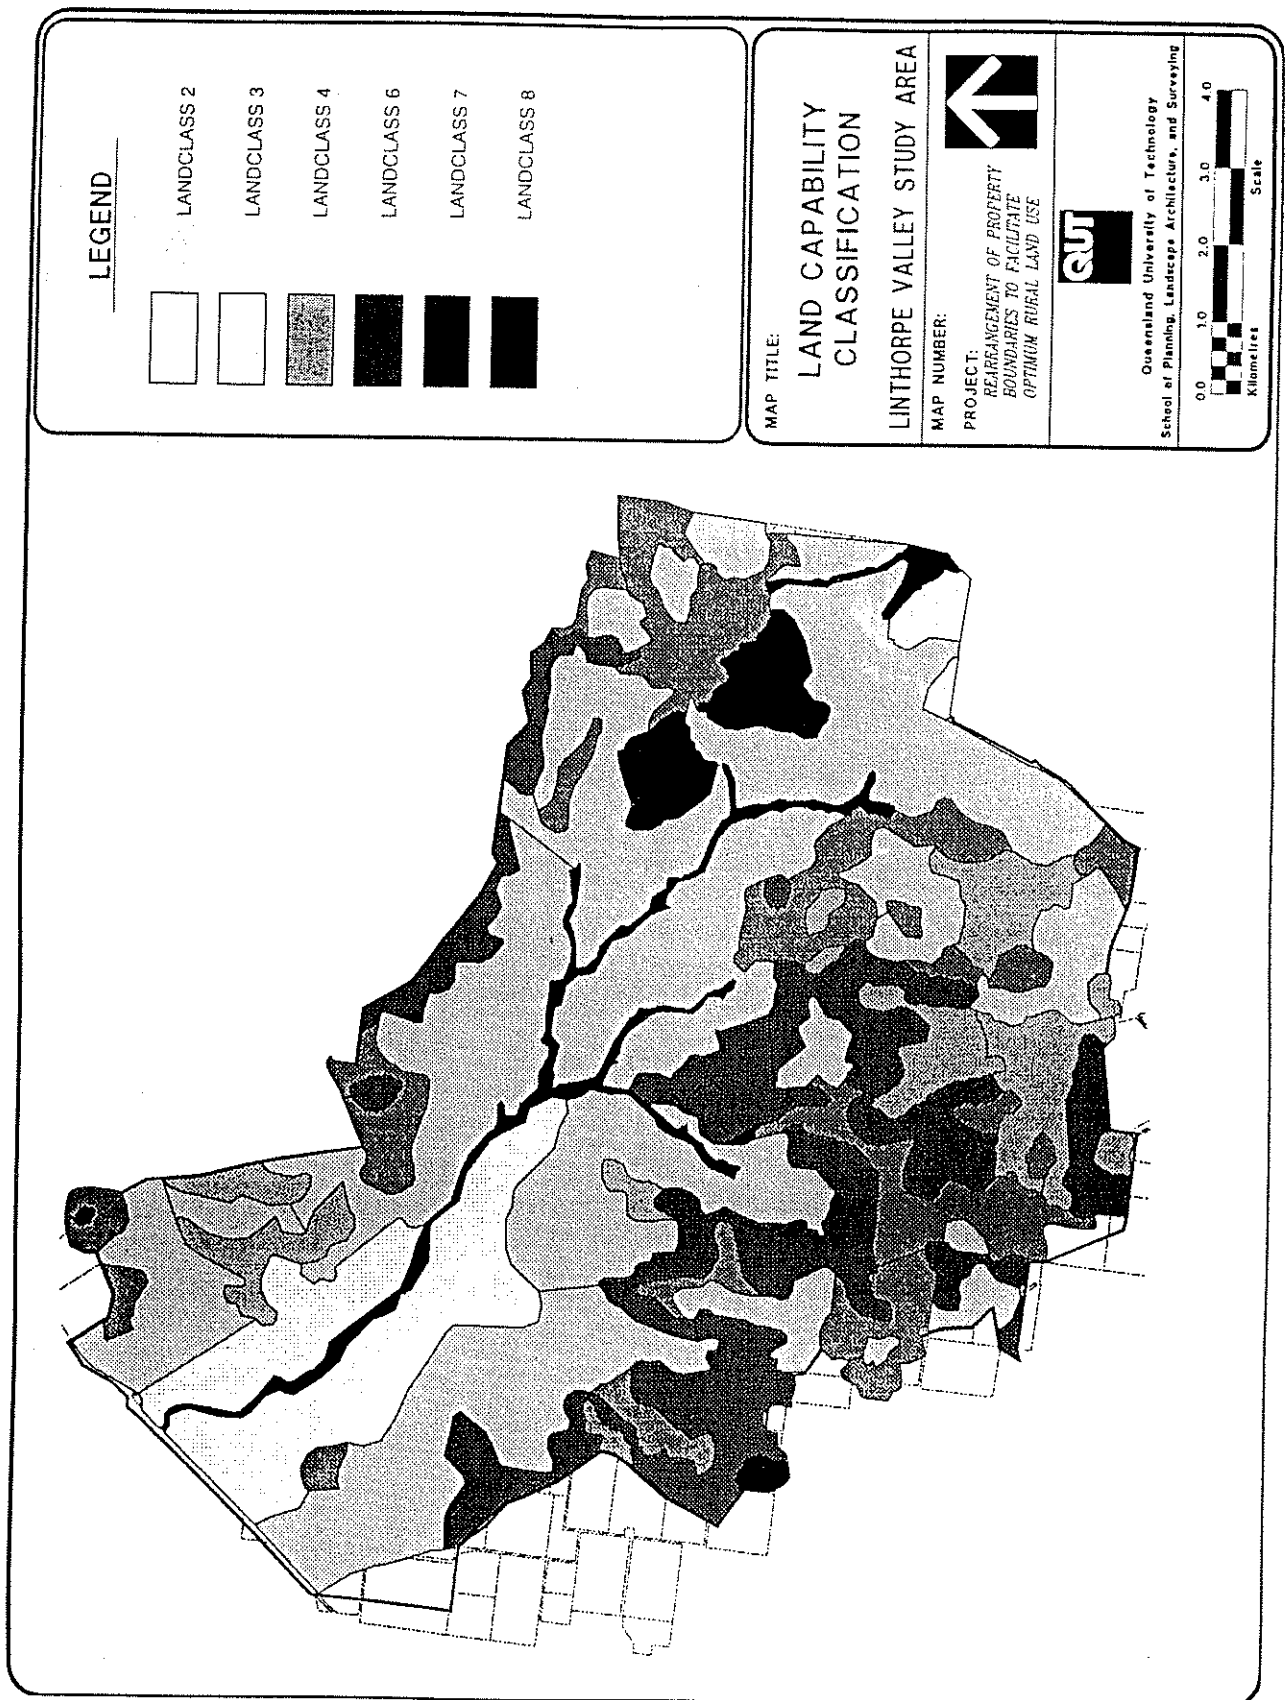 LEGEND
LANDCLASS 2
LANDCLASS 3
LANDCLASS 4
LANDCLASS 6
LANDCLASS 7
LANDCLASS 8
MAP TITLE:
LAND CAPABILITY
CLASSIFICATION
LINTHORPE VALLEY STUDY AREA
MAP NUMBER:
PROJECT:
REARRANGEMENT OF PROPERTY
BOUNDARIES TO FACILITATE
OPTIMUM RURAL LAND USE
QUT
Queensland University of Technology
School of Planning, Landscape Architecture, and Surveying
0.0 1.0 2.0 3.0 4.0
Kilometres Scale